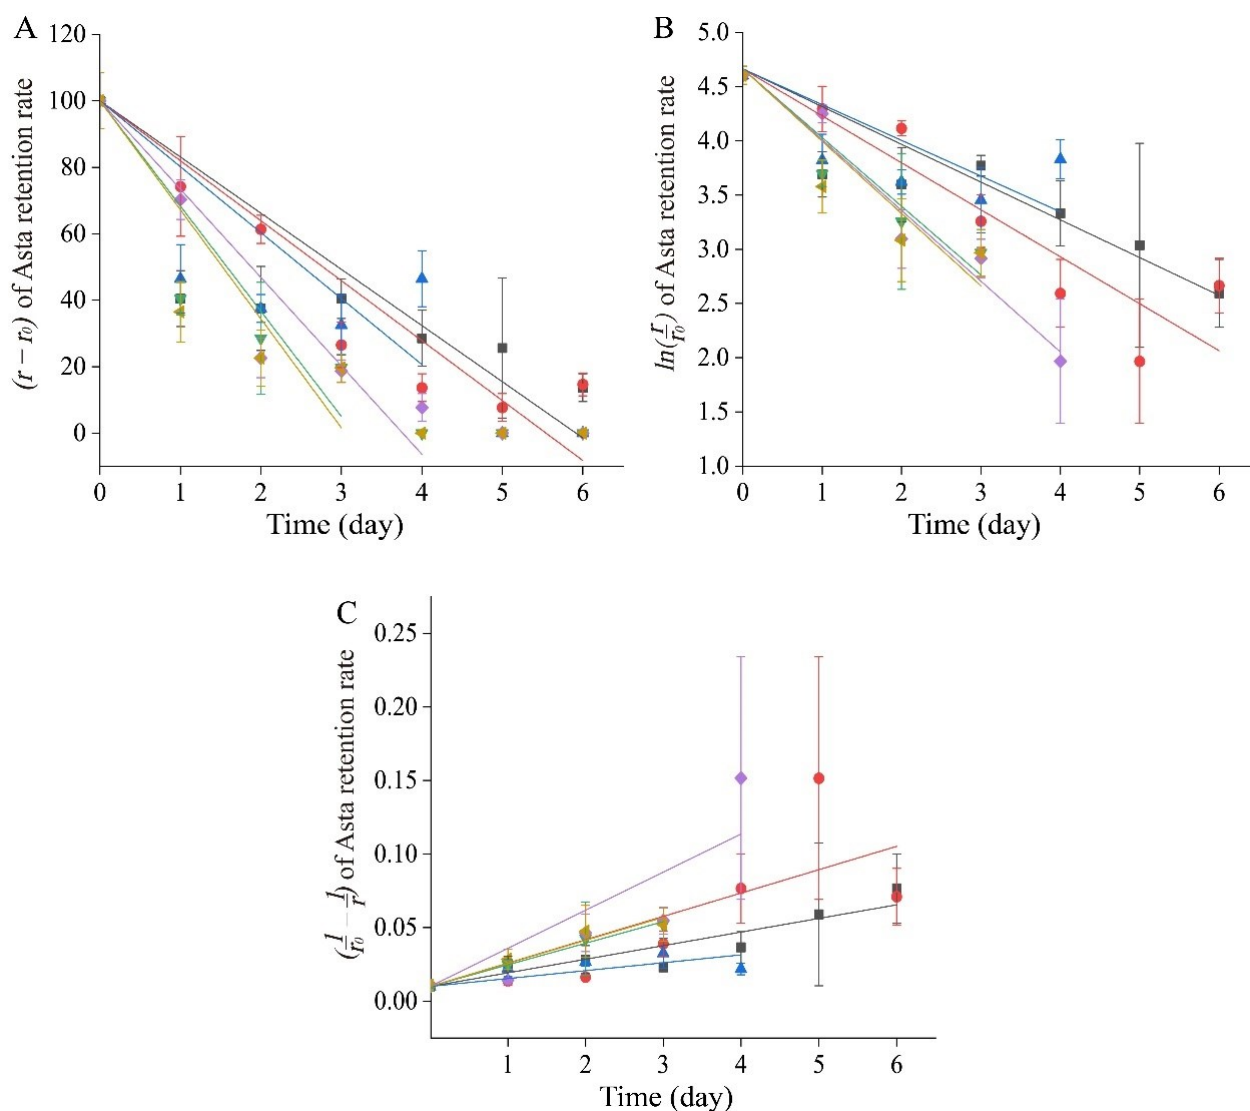 A
(r − r₀) of Asta retention rate
120
100
80
60
40
20
0
0 1 2 3 4 5 6
Time (day)
B
ln(r/r₀) of Asta retention rate
5.0
4.5
4.0
3.5
3.0
2.5
2.0
1.5
1.0
0 1 2 3 4 5 6
Time (day)
C
(1/r₀ − 1/r) of Asta retention rate
0.25
0.20
0.15
0.10
0.05
0.00
1 2 3 4 5 6
Time (day)